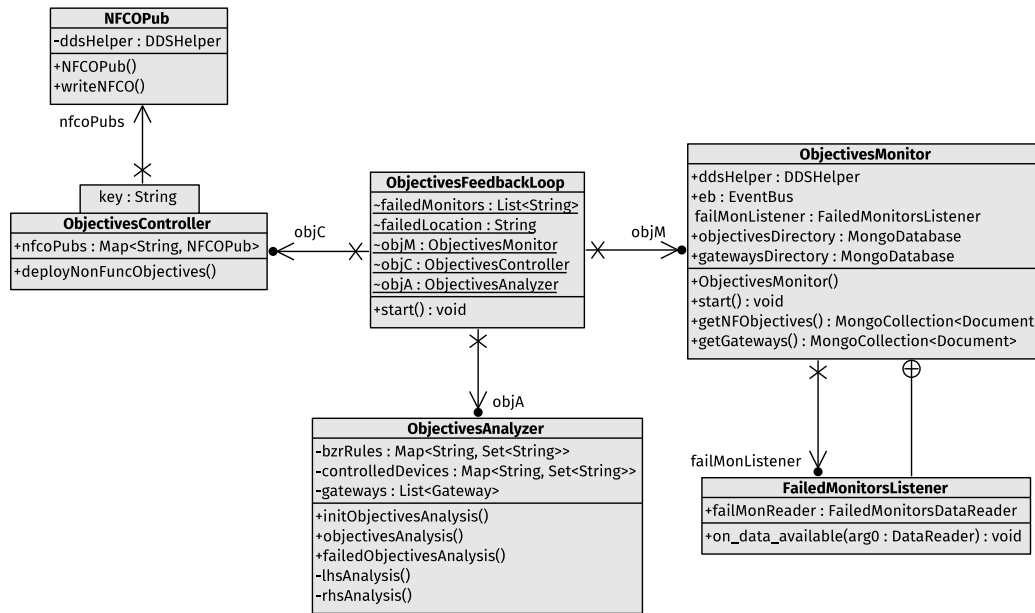 NFCOPub
-ddsHelper : DDSHelper
+NFCOPub()
+writeNFCO()
nfcoPubs
key : String
ObjectivesController
+nfcoPubs : Map<String, NFCOPub>
+deployNonFuncObjectives()
objC
ObjectivesFeedbackLoop
~failedMonitors : List<String>
~failedLocation : String
~objM : ObjectivesMonitor
~objC : ObjectivesController
~objA : ObjectivesAnalyzer
+start() : void
objM
ObjectivesMonitor
+ddsHelper : DDSHelper
+eb : EventBus
failMonListener : FailedMonitorsListener
+objectivesDirectory : MongoDatabase
+gatewaysDirectory : MongoDatabase
+ObjectivesMonitor()
+start() : void
+getNFObjectives() : MongoCollection<Document
+getGateways() : MongoCollection<Document>
objA
ObjectivesAnalyzer
-bzrRules : Map<String, Set<String>>
-controlledDevices : Map<String, Set<String>>
-gateways : List<Gateway>
+initObjectivesAnalysis()
+objectivesAnalysis()
+failedObjectivesAnalysis()
-lhsAnalysis()
-rhsAnalysis()
failMonListener
FailedMonitorsListener
+failMonReader : FailedMonitorsDataReader
+on_data_available(arg0 : DataReader) : void